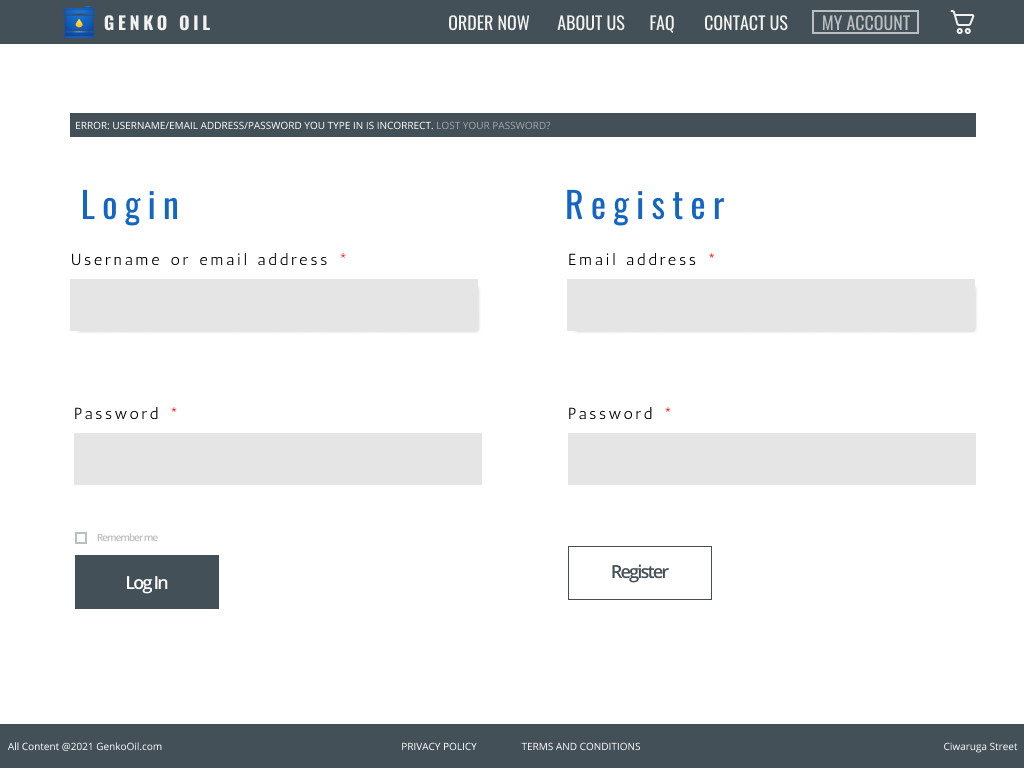 GENKO OIL
ORDER NOW ABOUT US FAQ CONTACT US MY ACCOUNT
ERROR: USERNAME/EMAIL ADDRESS/PASSWORD YOU TYPE IN IS INCORRECT. LOST YOUR PASSWORD?
Login
Username or email address *
Password *
Remember me
Log In
Register
Email address *
Password *
Register
All Content @2021 GenkoOil.com PRIVACY POLICY TERMS AND CONDITIONS Ciwaruga Street